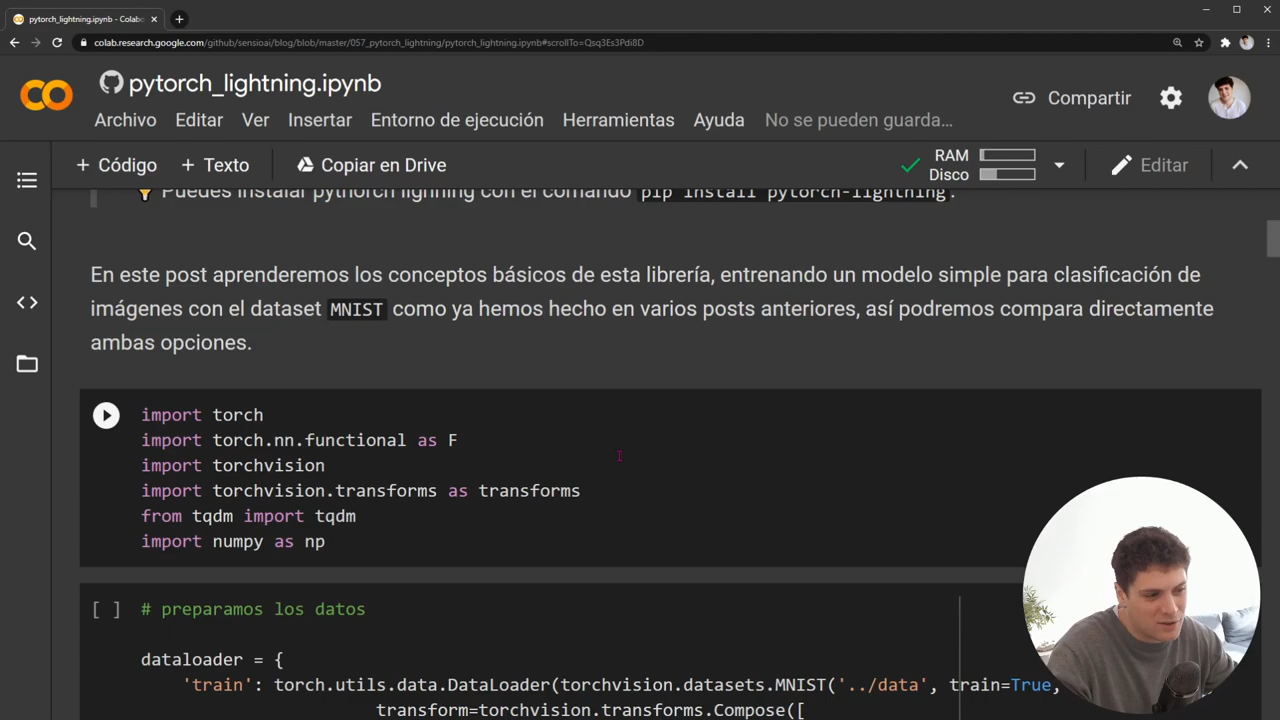 pytorch_lightning.ipynb - Colabo
colab.research.google.com/github/sensioai/blog/blob/master/057_pytorch_lightning/pytorch_lightning.ipynb#scrollTo=Qsq3Es3Pdi8D
pytorch_lightning.ipynb
Compartir
Archivo Editar Ver Insertar Entorno de ejecución Herramientas Ayuda No se pueden guarda…
+ Código + Texto Copiar en Drive
RAM
Disco
Editar
Puedes instalar pythorch lighning con el comando pip install pytorch-lightning.
En este post aprenderemos los conceptos básicos de esta librería, entrenando un modelo simple para clasificación de
imágenes con el dataset MNIST como ya hemos hecho en varios posts anteriores, así podremos compara directamente
ambas opciones.
import torch
import torch.nn.functional as F
import torchvision
import torchvision.transforms as transforms
from tqdm import tqdm
import numpy as np
[ ] # preparamos los datos
dataloader = {
'train': torch.utils.data.DataLoader(torchvision.datasets.MNIST('../data', train=True,
transform=torchvision.transforms.Compose([